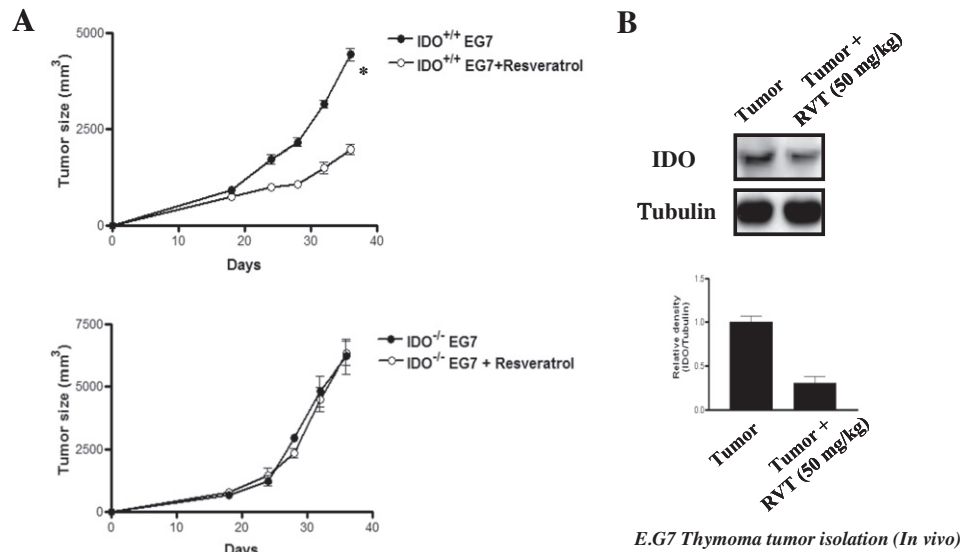 A
5000
2500
0
Tumor size (mm³)
0 10 20 30 40
Days
IDO+/+ EG7
IDO+/+ EG7+Resveratrol
*
7500
5000
2500
0
Tumor size (mm³)
0 20 30 40
Days
IDO-/- EG7
IDO-/- EG7 + Resveratrol
B
Tumor
Tumor +
RVT (50 mg/kg)
IDO
Tubulin
1.5
1.0
0.5
0.0
Relative density
(IDO/Tubulin)
Tumor
Tumor +
RVT (50 mg/kg)
E.G7 Thymoma tumor isolation (In vivo)